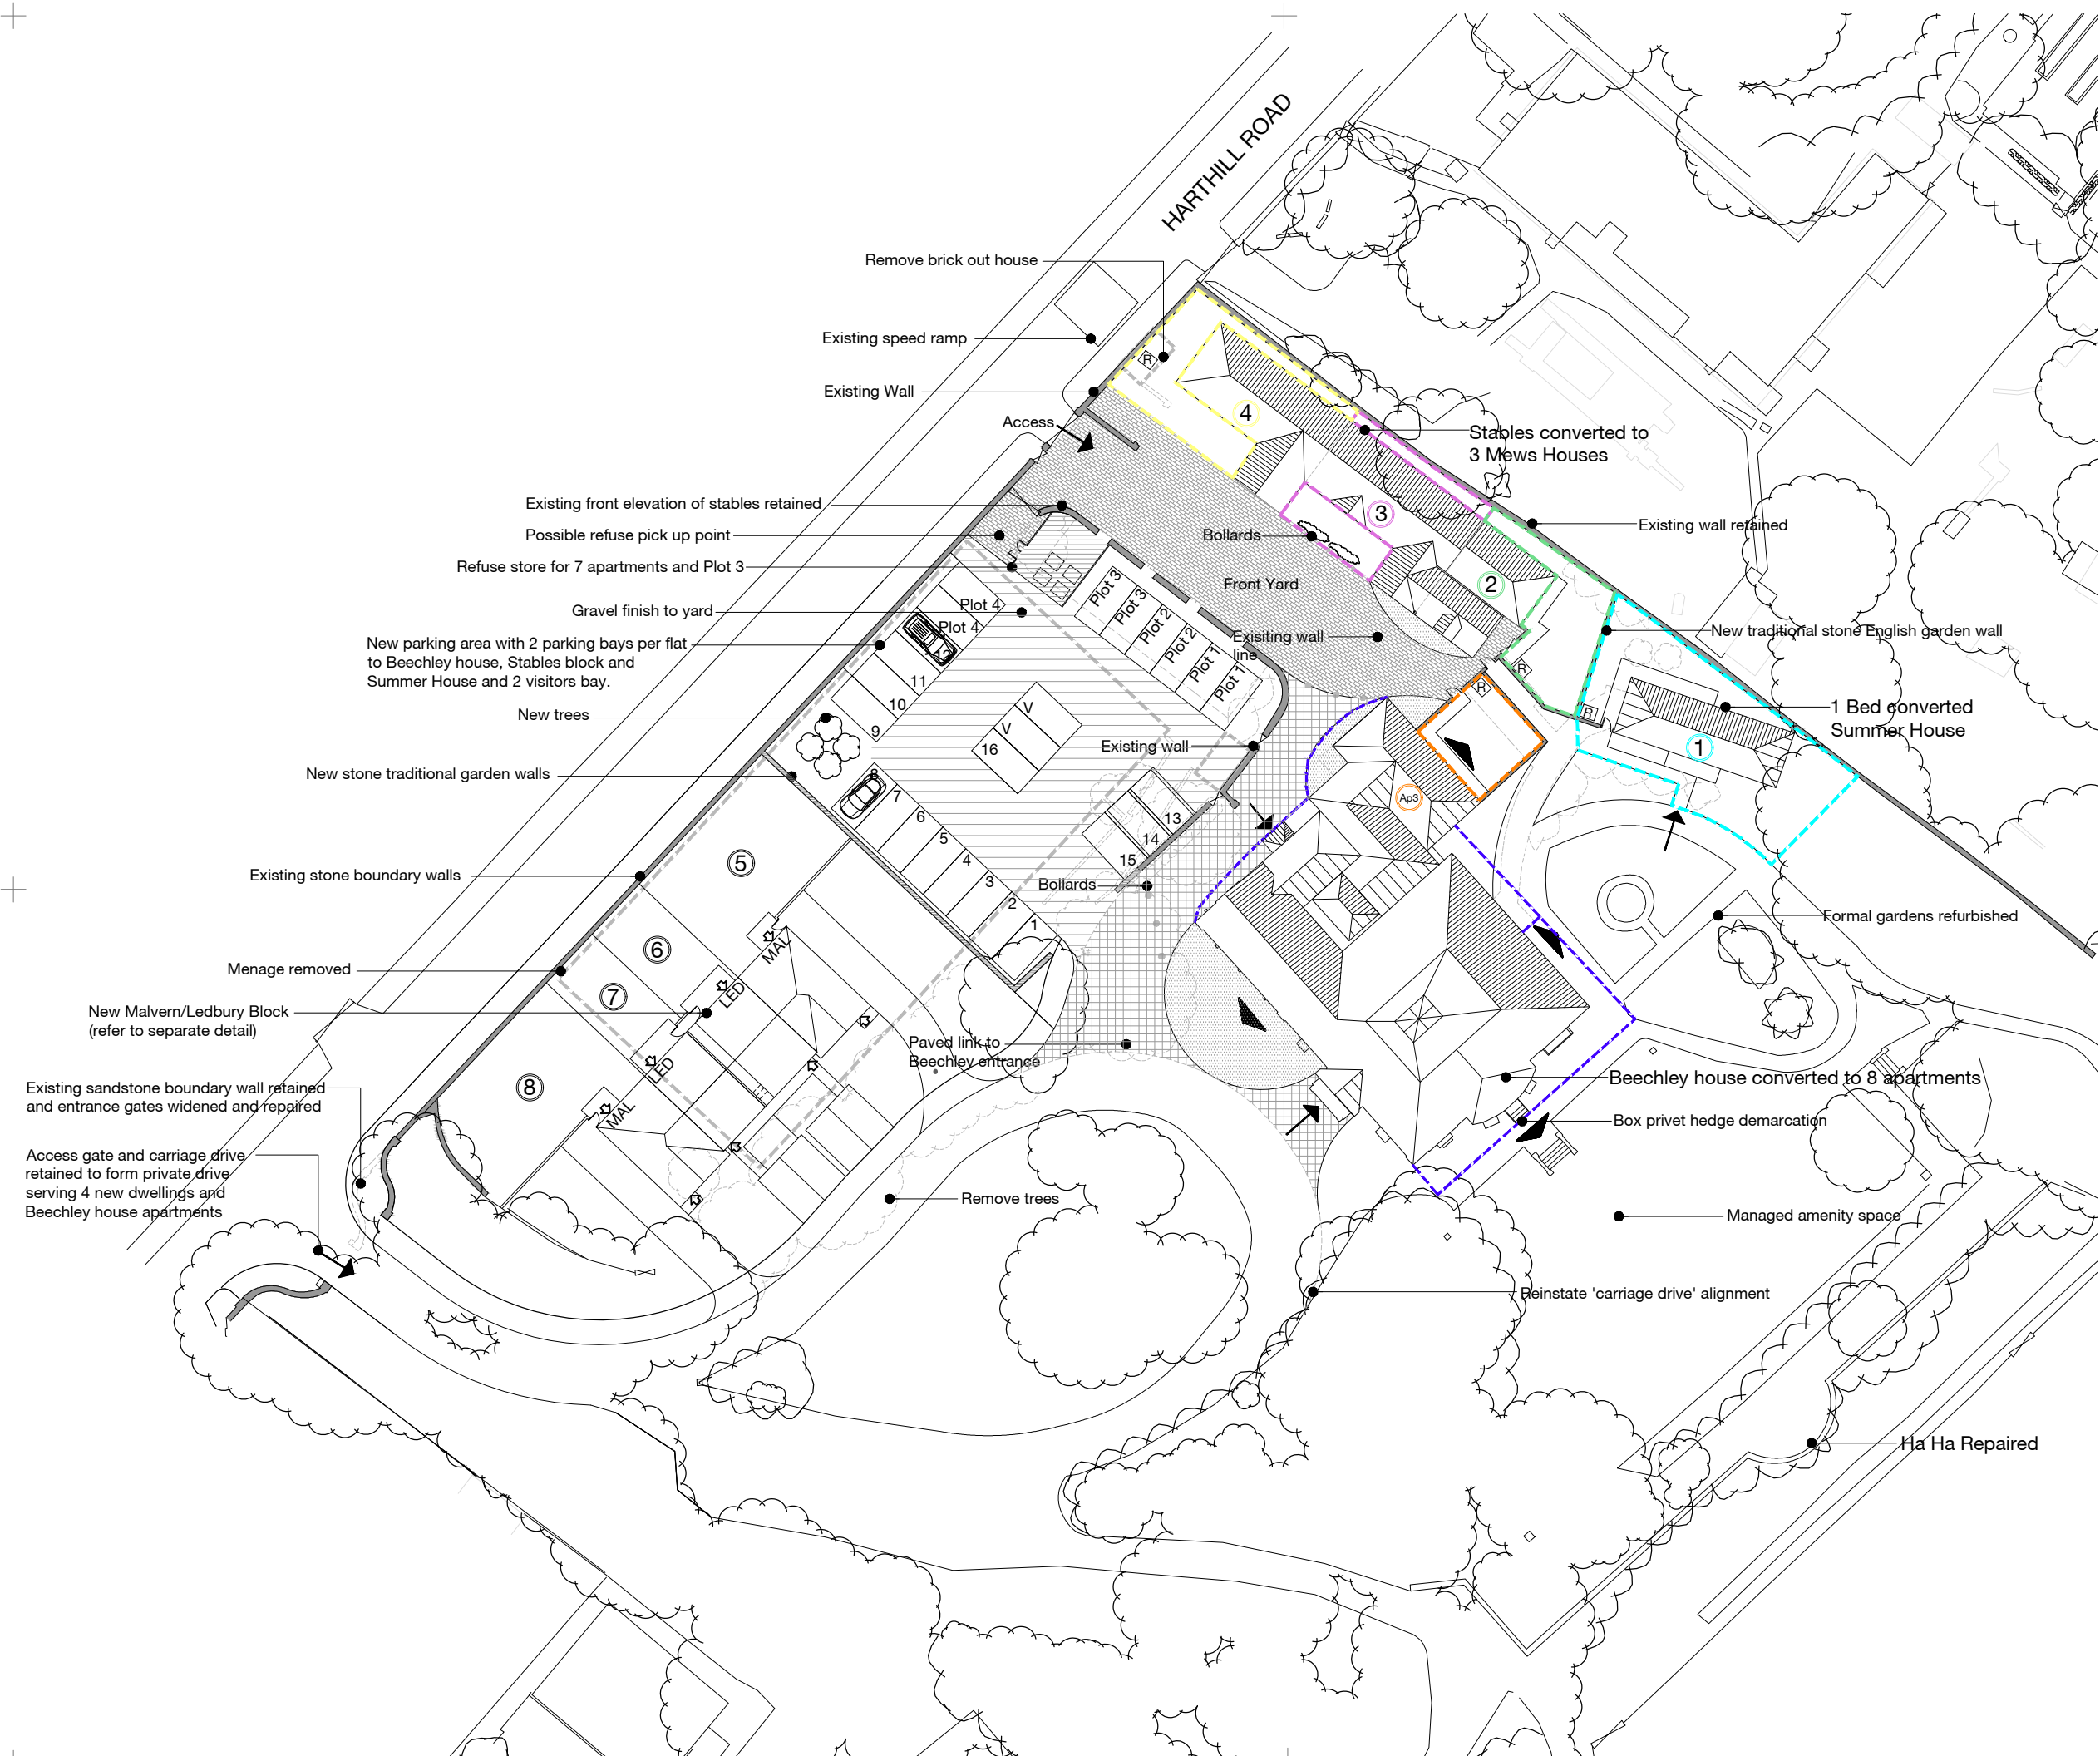 HARTHILL ROAD
Remove brick out house
Existing speed ramp
Existing Wall
Access
Existing front elevation of stables retained
Possible refuse pick up point
Refuse store for 7 apartments and Plot 3
Gravel finish to yard
New parking area with 2 parking bays per flat
to Beechley house, Stables block and
Summer House and 2 visitors bay.
New trees
New stone traditional garden walls
Existing stone boundary walls
Menage removed
New Malvern/Ledbury Block
(refer to separate detail)
Existing sandstone boundary wall retained
and entrance gates widened and repaired
Access gate and carriage drive
retained to form private drive
serving 4 new dwellings and
Beechley house apartments
R
4
Stables converted to
3 Mews Houses
3
Bollards
Existing wall retained
Front Yard
2
Exisiting wall
line
New traditional stone English garden wall
R
R
R
1 Bed converted
Summer House
1
Plot 4
Plot 4
Plot 3
Plot 3
Plot 2
Plot 2
Plot 1
Plot 1
12
11
10
9
V
V
16
Existing wall
Ap3
8
7
6
5
4
3
2
1
13
14
15
Bollards
Formal gardens refurbished
5
6
7
8
MAL
LED
LED
MAL
Paved link to
Beechley entrance
Beechley house converted to 8 apartments
Box privet hedge demarcation
Remove trees
Managed amenity space
Reinstate 'carriage drive' alignment
Ha Ha Repaired